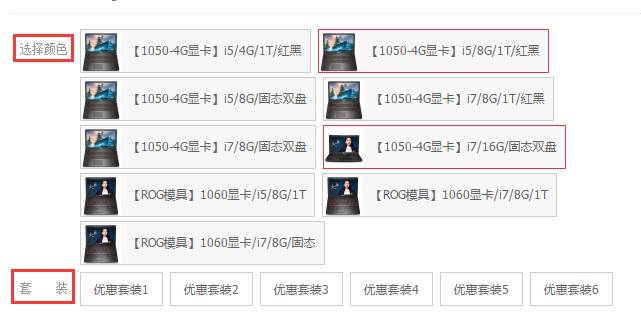 选择颜色
【1050-4G显卡】i5/4G/1T/红黑 【1050-4G显卡】i5/8G/1T/红黑
【1050-4G显卡】i5/8G/固态双盘 【1050-4G显卡】i7/8G/1T/红黑
【1050-4G显卡】i7/8G/固态双盘 【1050-4G显卡】i7/16G/固态双盘
【ROG模具】1060显卡/i5/8G/1T 【ROG模具】1060显卡/i7/8G/1T
【ROG模具】1060显卡/i7/8G/固态
套 装 优惠套装1 优惠套装2 优惠套装3 优惠套装4 优惠套装5 优惠套装6